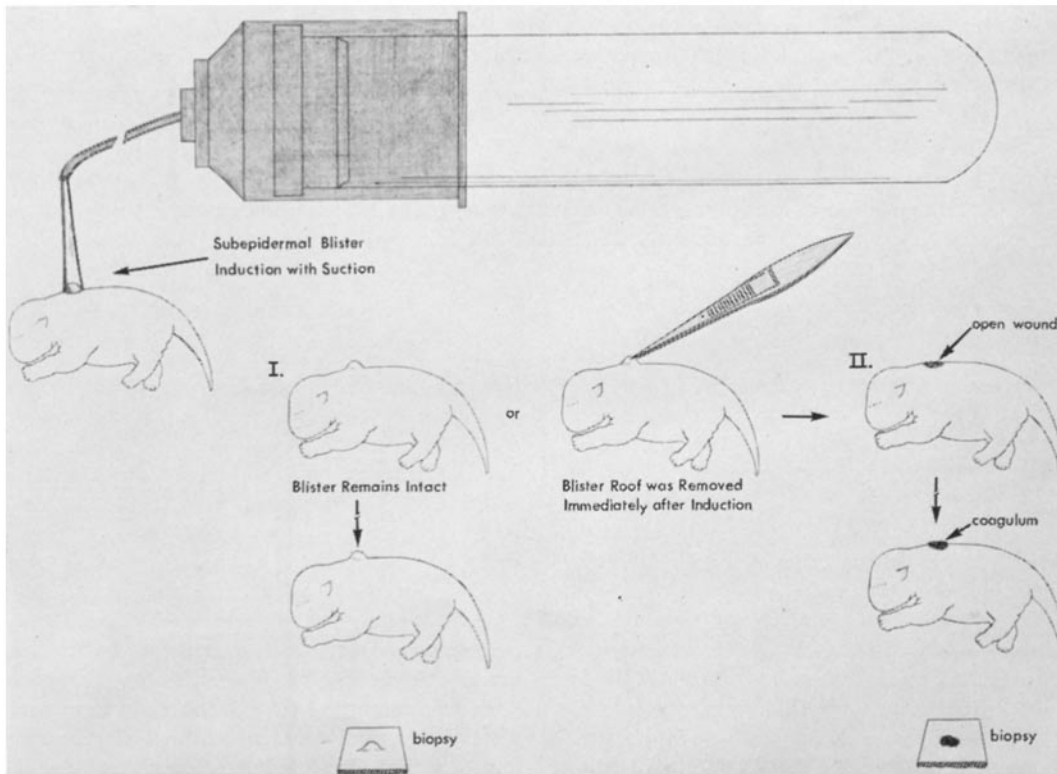 Subepidermal Blister
Induction with Suction
I.
or
II.
open wound
Blister Remains Intact
Blister Roof was Removed
Immediately after Induction
coagulum
biopsy
biopsy